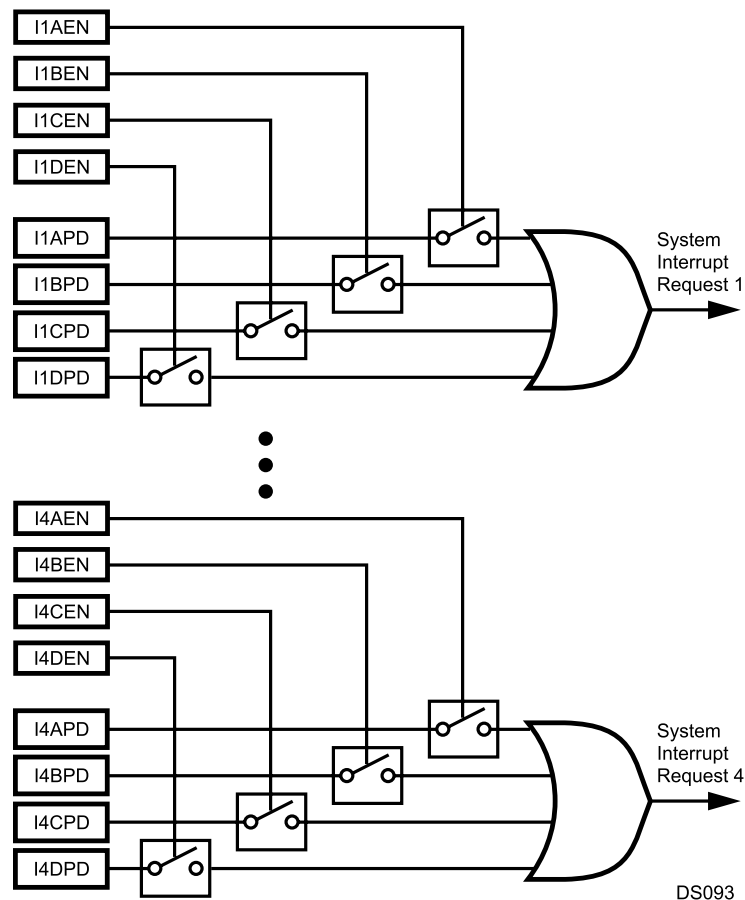 I1AEN
I1BEN
I1CEN
I1DEN
I1APD
I1BPD
I1CPD
I1DPD
System
Interrupt
Request 1
I4AEN
I4BEN
I4CEN
I4DEN
I4APD
I4BPD
I4CPD
I4DPD
System
Interrupt
Request 4
DS093